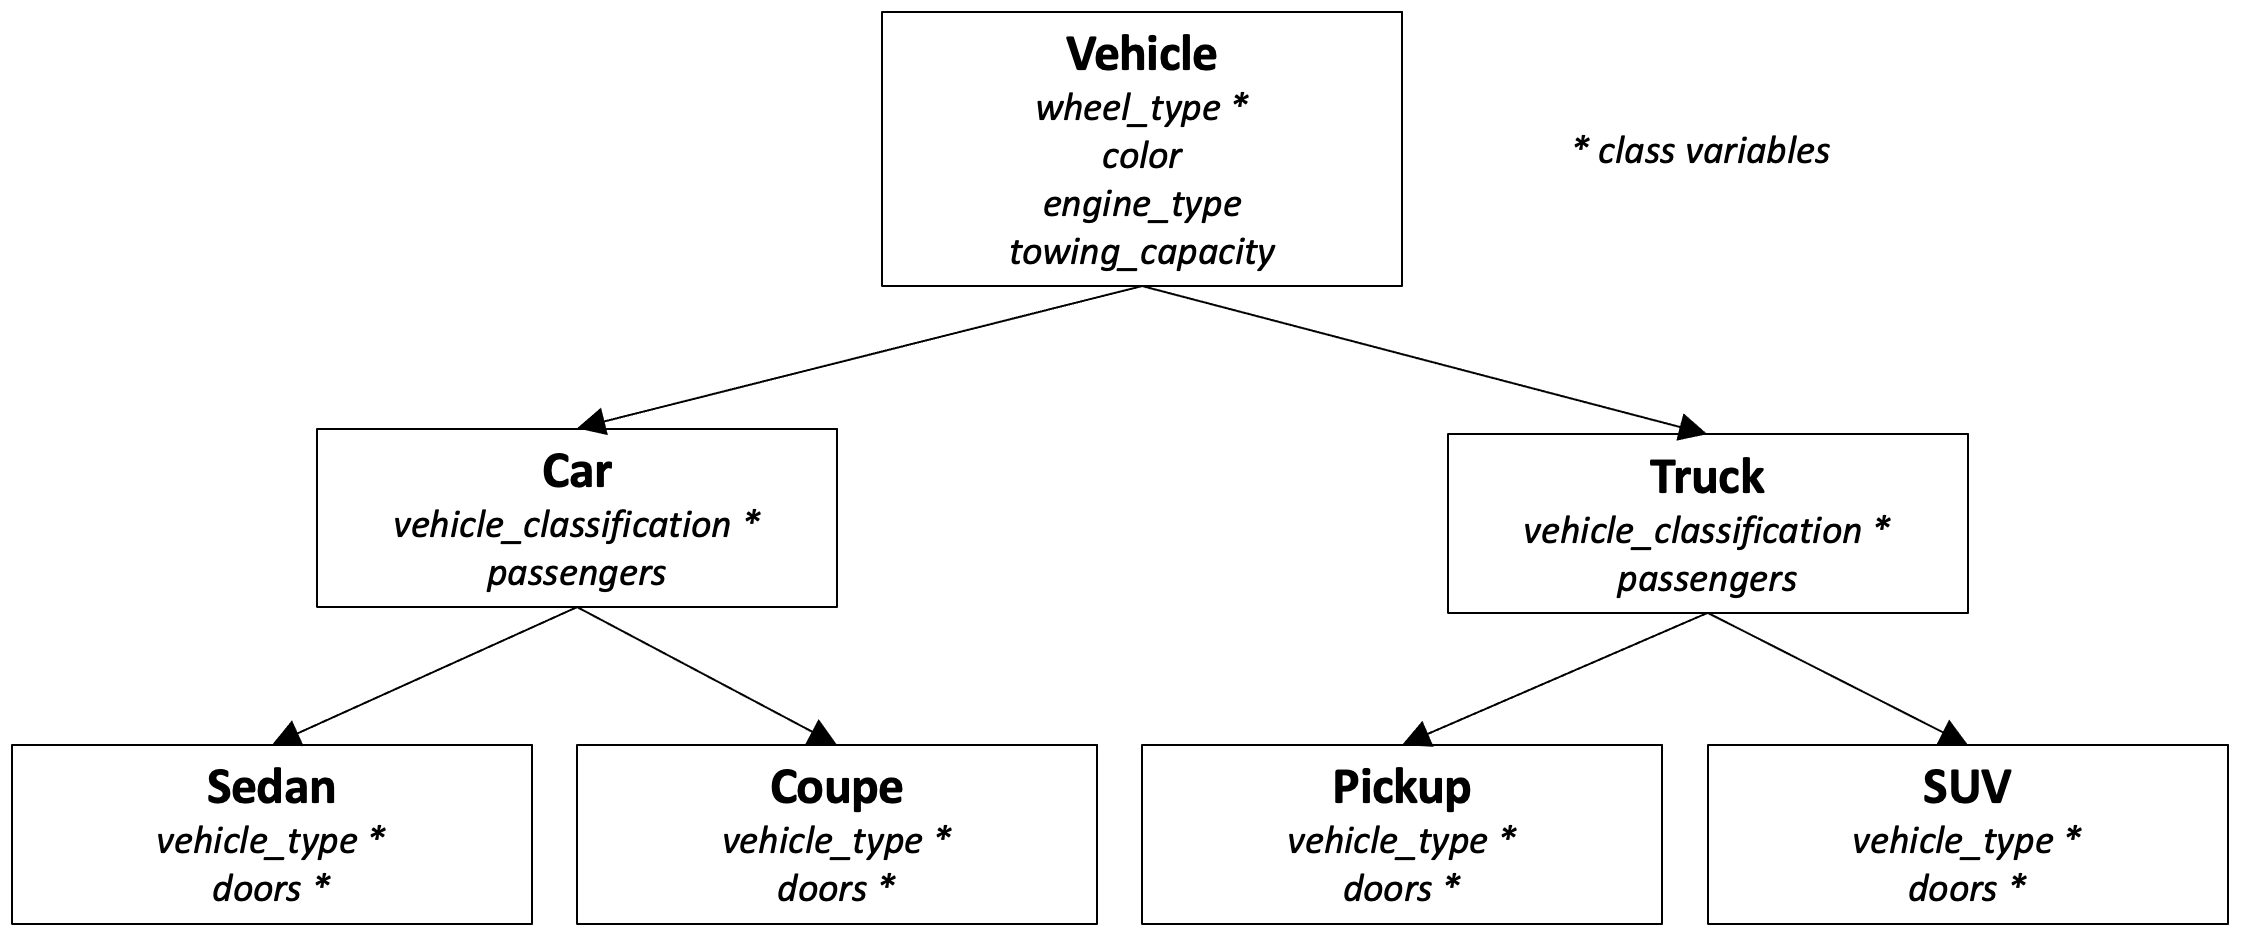 Vehicle
wheel_type *
color
engine_type
towing_capacity
* class variables
Car
vehicle_classification *
passengers
Truck
vehicle_classification *
passengers
Sedan
vehicle_type *
doors *
Coupe
vehicle_type *
doors *
Pickup
vehicle_type *
doors *
SUV
vehicle_type *
doors *